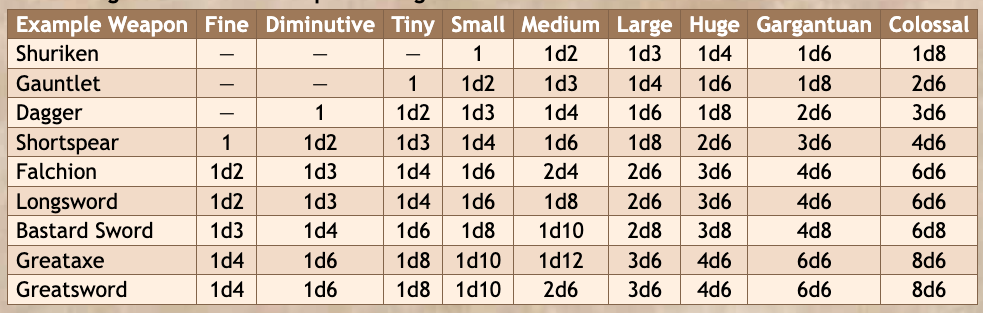 Example Weapon Fine Diminutive Tiny Small Medium Large Huge Gargantuan Colossal
Shuriken — — — 1 1d2 1d3 1d4 1d6 1d8
Gauntlet — — 1 1d2 1d3 1d4 1d6 1d8 2d6
Dagger — 1 1d2 1d3 1d4 1d6 1d8 2d6 3d6
Shortspear 1 1d2 1d3 1d4 1d6 1d8 2d6 3d6 4d6
Falchion 1d2 1d3 1d4 1d6 2d4 2d6 3d6 4d6 6d6
Longsword 1d2 1d3 1d4 1d6 1d8 2d6 3d6 4d6 6d6
Bastard Sword 1d3 1d4 1d6 1d8 1d10 2d8 3d8 4d8 6d8
Greataxe 1d4 1d6 1d8 1d10 1d12 3d6 4d6 6d6 8d6
Greatsword 1d4 1d6 1d8 1d10 2d6 3d6 4d6 6d6 8d6